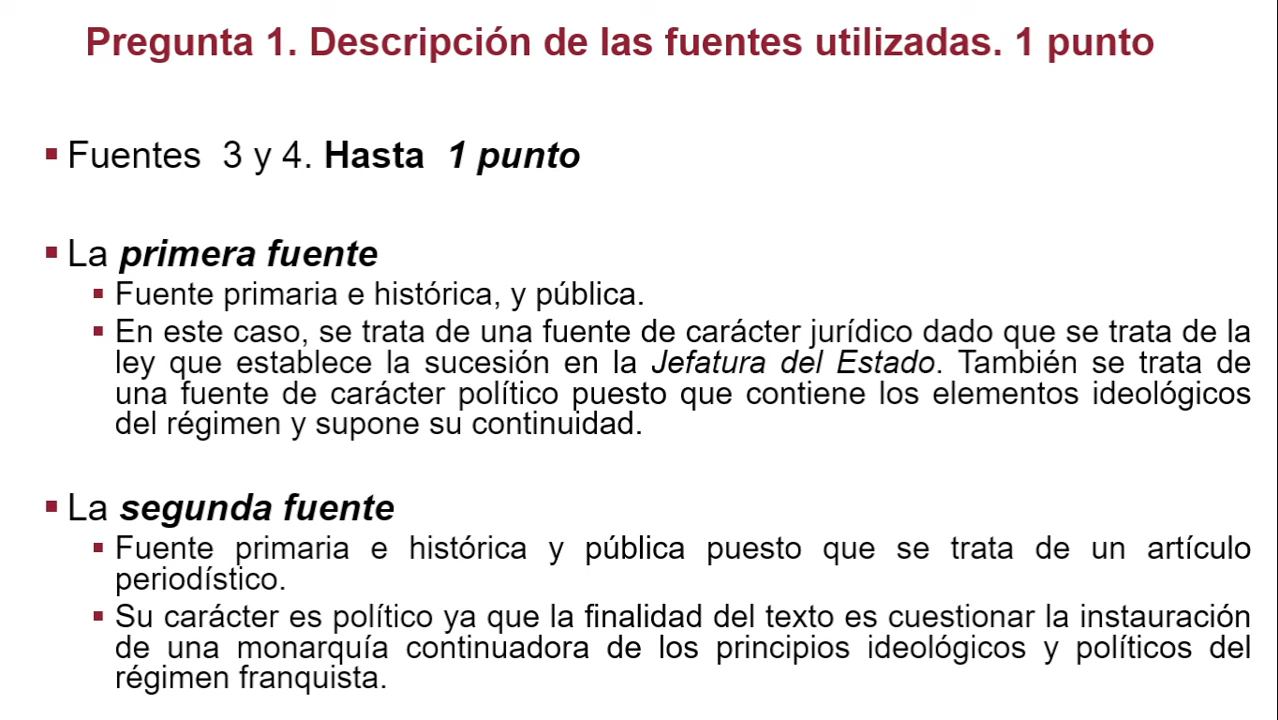 Pregunta 1. Descripción de las fuentes utilizadas. 1 punto
Fuentes 3 y 4. Hasta 1 punto
La primera fuente
Fuente primaria e histórica, y pública.
En este caso, se trata de una fuente de carácter jurídico dado que se trata de la
ley que establece la sucesión en la Jefatura del Estado. También se trata de
una fuente de carácter político puesto que contiene los elementos ideológicos
del régimen y supone su continuidad.
La segunda fuente
Fuente primaria e histórica y pública puesto que se trata de un artículo
periodístico.
Su carácter es político ya que la finalidad del texto es cuestionar la instauración
de una monarquía continuadora de los principios ideológicos y políticos del
régimen franquista.